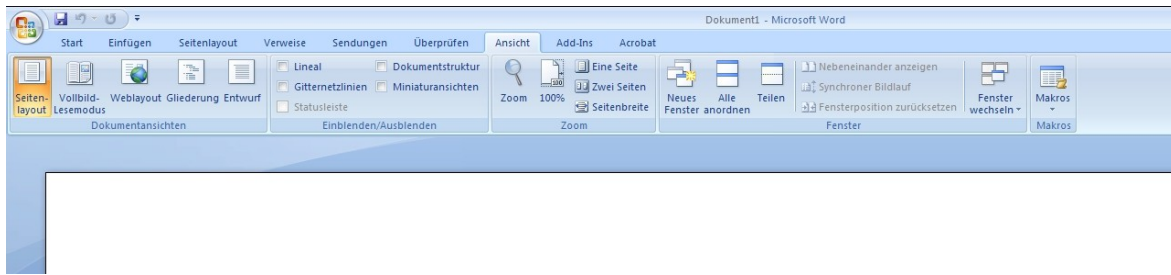 Dokument1 - Microsoft Word
Start Einfügen Seitenlayout Verweise Sendungen Überprüfen Ansicht Add-Ins Acrobat
Seiten-
layout
Vollbild-
Lesemodus
Weblayout
Gliederung
Entwurf
Dokumentansichten
Lineal
Gitternetzlinien
Statusleiste
Dokumentstruktur
Miniaturansichten
Einblenden/Ausblenden
Zoom
100
100%
Eine Seite
Zwei Seiten
Seitenbreite
Zoom
Neues
Fenster
Alle
anordnen
Teilen
Nebeneinander anzeigen
Synchroner Bildlauf
Fensterposition zurücksetzen
Fenster
wechseln
Fenster
Makros
Makros